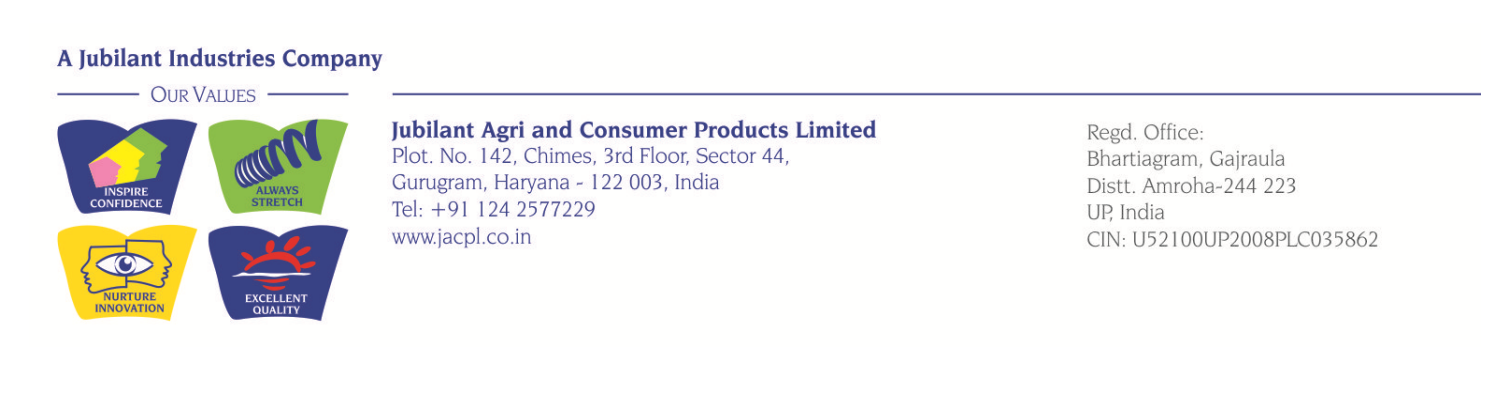 A Jubilant Industries Company
OUR VALUES
INSPIRE
CONFIDENCE
ALWAYS
STRETCH
NURTURE
INNOVATION
EXCELLENT
QUALITY
Jubilant Agri and Consumer Products Limited
Plot. No. 142, Chimes, 3rd Floor, Sector 44,
Gurugram, Haryana - 122 003, India
Tel: +91 124 2577229
www.jacpl.co.in
Regd. Office:
Bhartiagram, Gajraula
Distt. Amroha-244 223
UP, India
CIN: U52100UP2008PLC035862